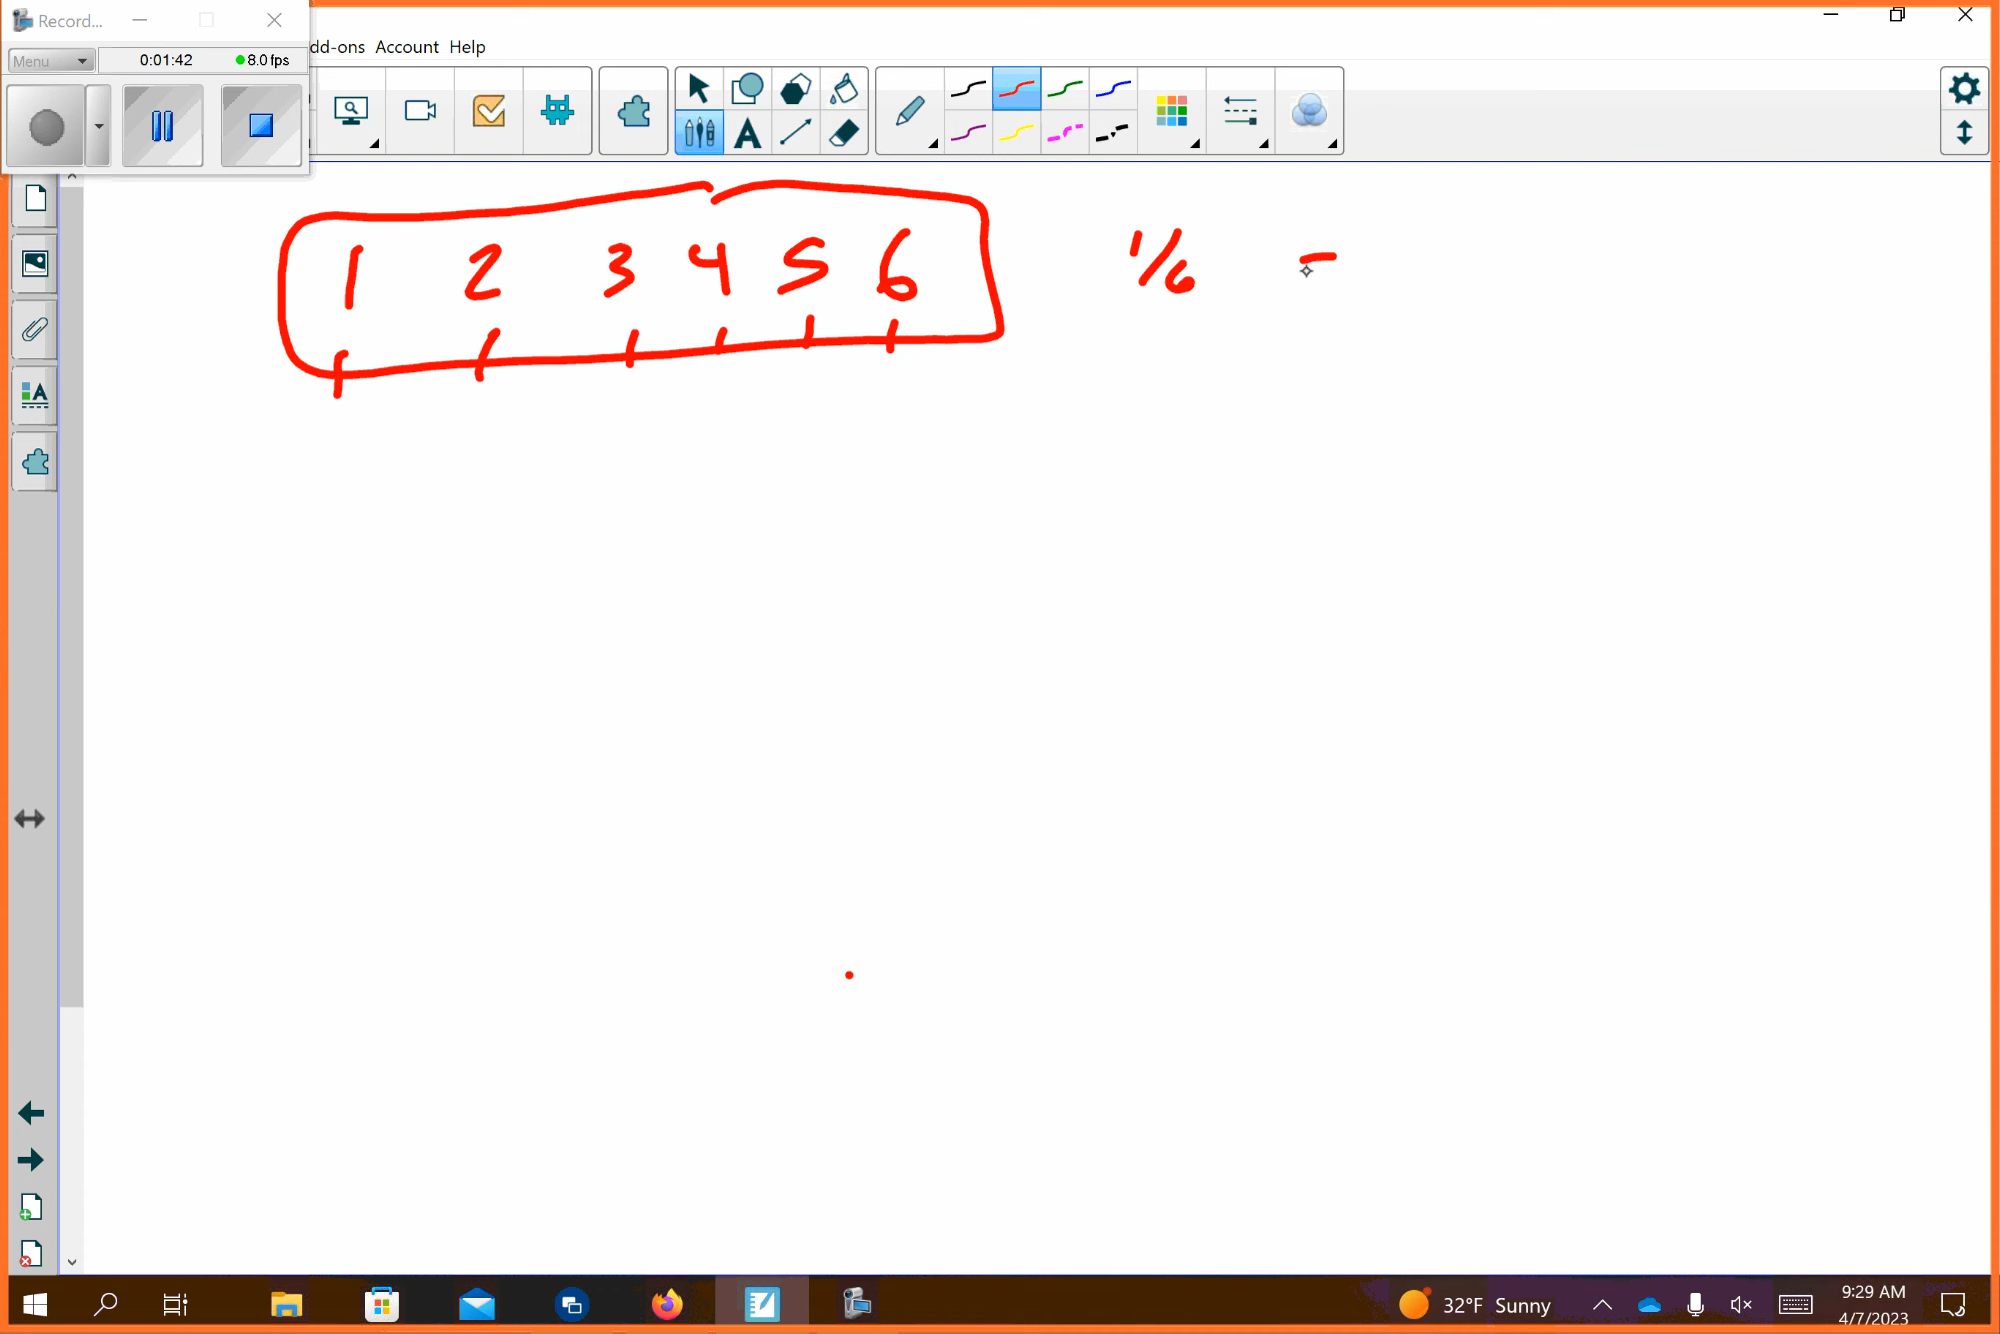 Record...
Menu 0:01:42 8.0 fps
dd-ons Account Help
1 2 3 4 5 6 1/6 -
32°F Sunny
9:29 AM
4/7/2023